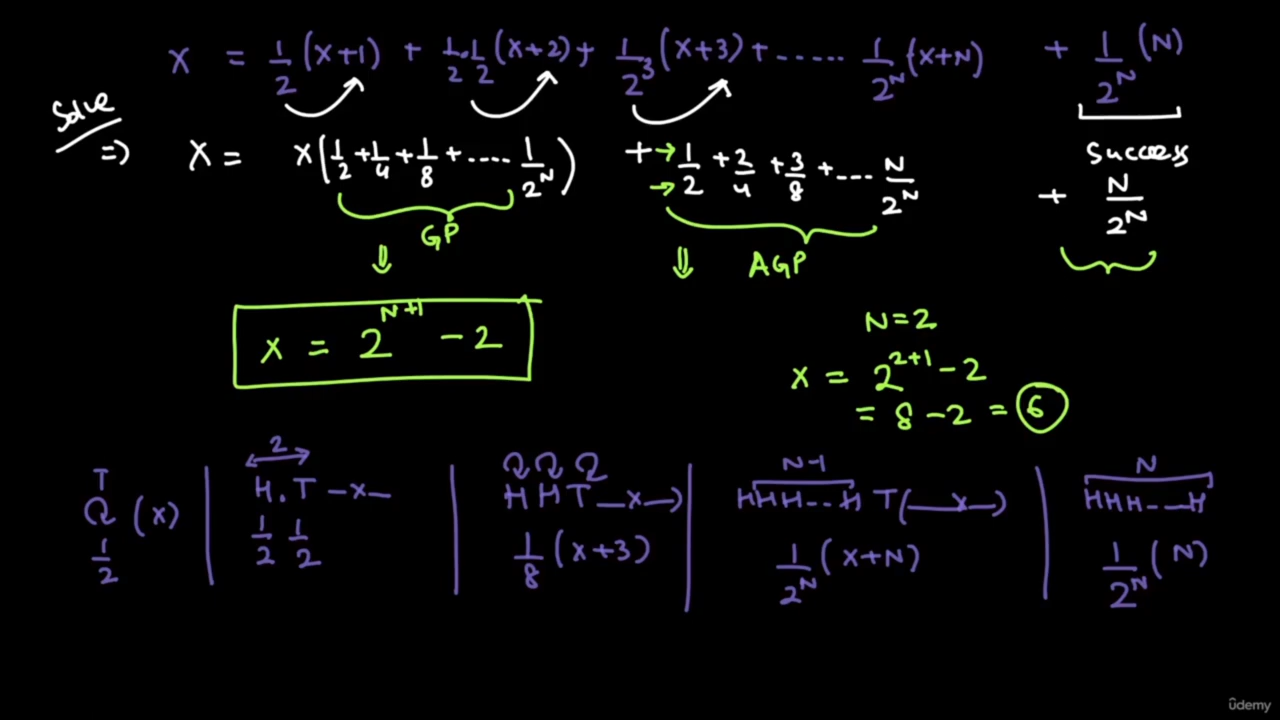 x = 1/2 (x+1) + 1/2 . 1/2 (x+2) + 1/2^3 (x+3) + ...... 1/2^N (x+N) + 1/2^N (N)
Solve
=> x = x(1/2 + 1/4 + 1/8 + .... 1/2^N) + → 1/2 + 2/4 + 3/8 + ... N/2^N + N/2^N
→
Success
GP
AGP
⇓ ⇓
x = 2^(N+1) - 2
N=2
x = 2^(2+1) - 2
= 8 - 2 = 6
T (x) 1/2
2
H . T —x—
1/2 1/2
H H T —x—)
1/8 (x+3)
N-1
HHH...H T(—x—)
1/2^N (x+N)
N
HHH...—H
1/2^N (N)
ûdemy